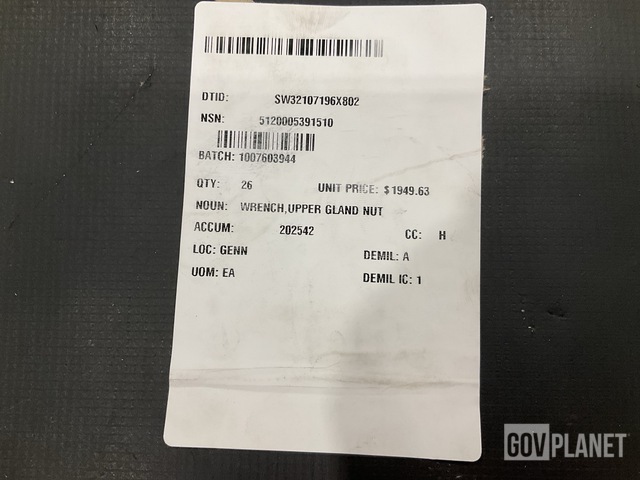 DTID: SW32107196X802
NSN: 5120005391510
BATCH: 1007603944
QTY: 26 UNIT PRICE: $1949.63
NOUN: WRENCH,UPPER GLAND NUT
ACCUM: 202542 CC: H
LOC: GENN DEMIL: A
UOM: EA DEMIL IC: 1
GOVPLANET